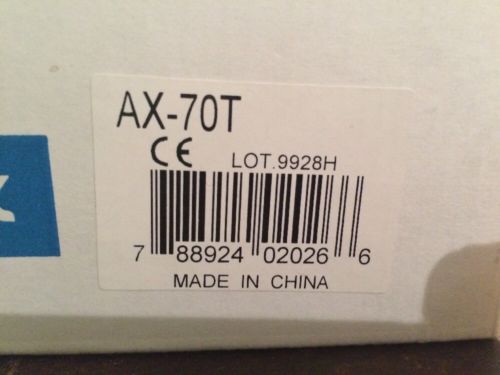 AX-70T
CE LOT.9928H
7 88924 02026 6
MADE IN CHINA
x